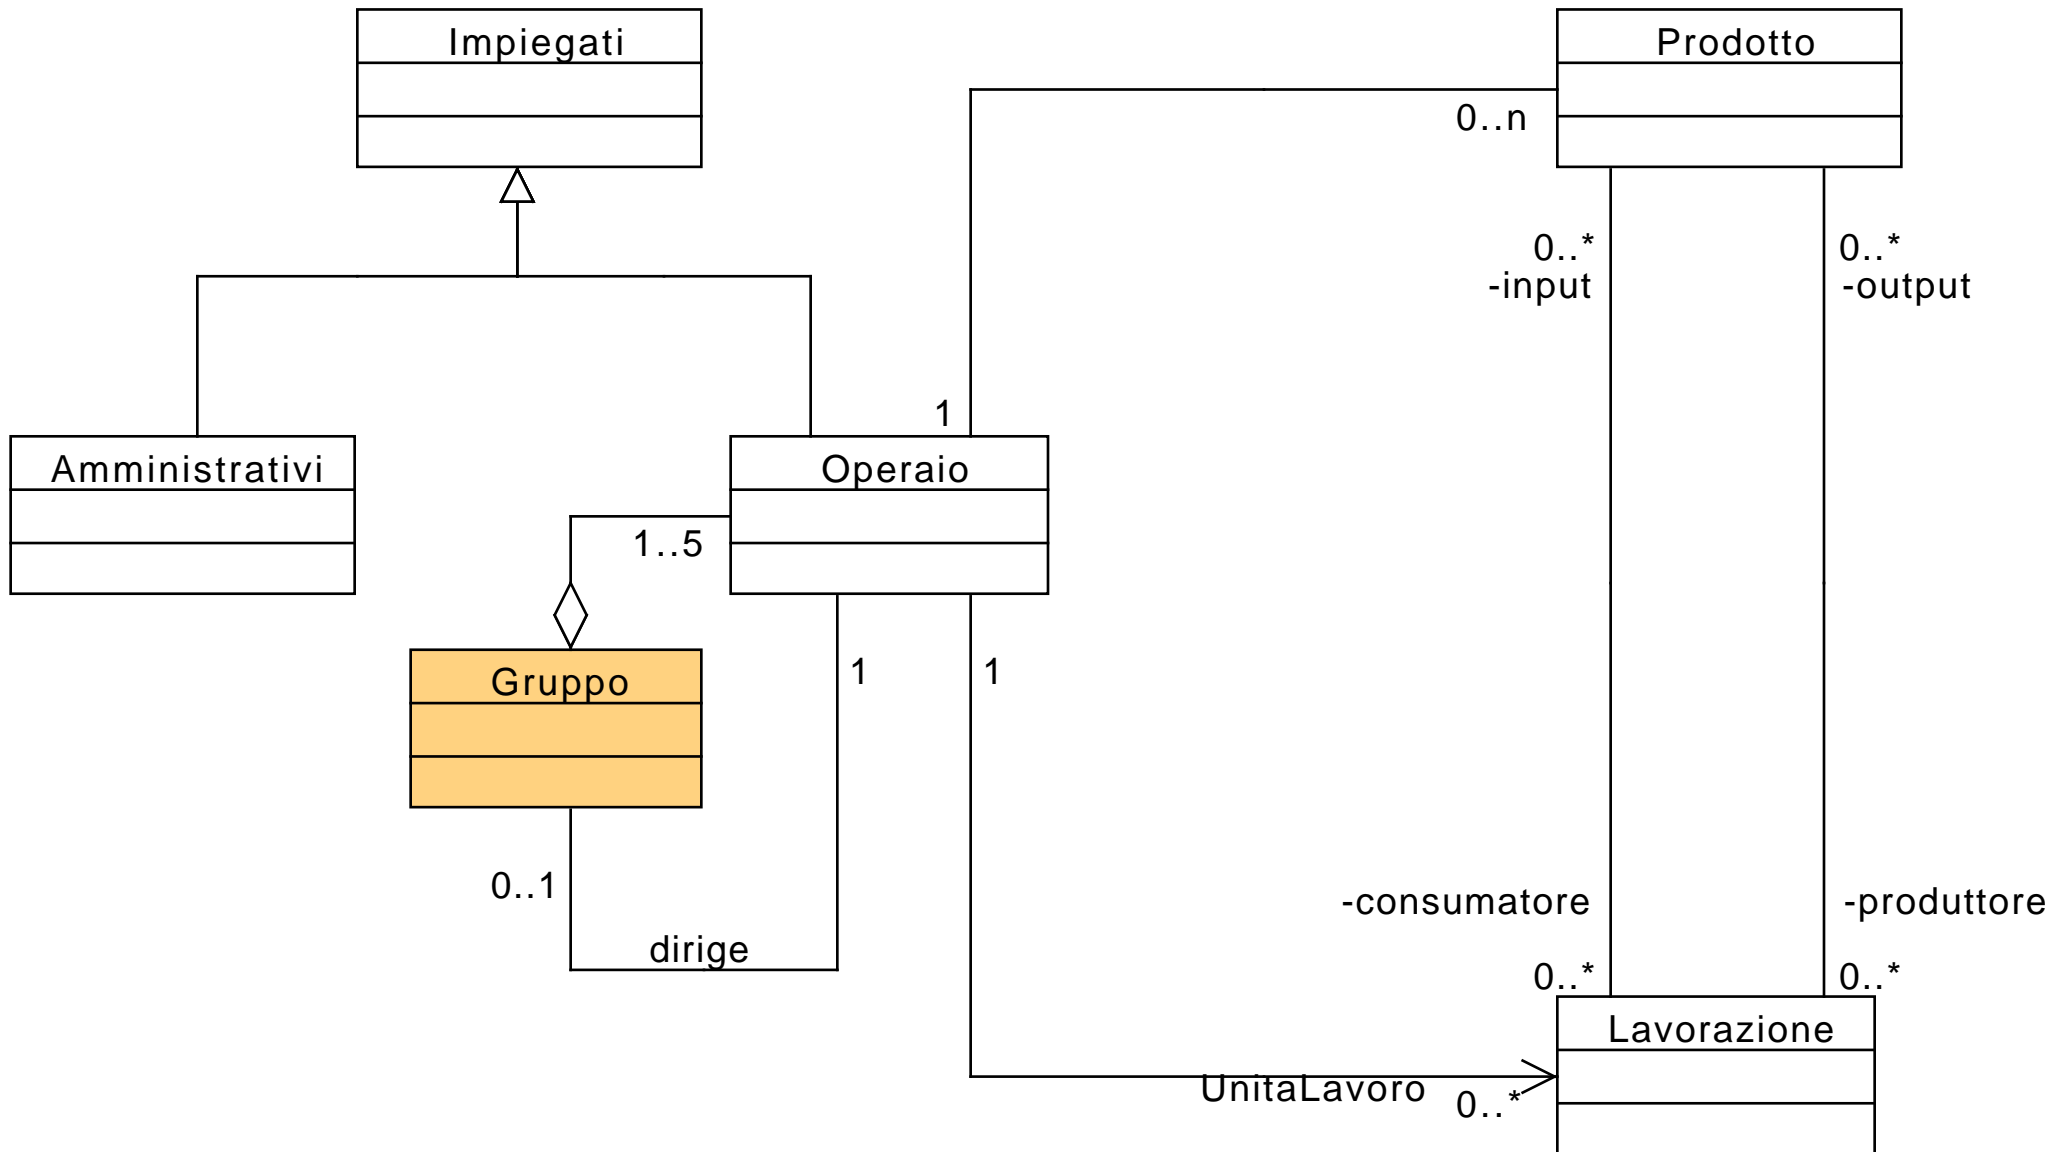 Impiegati
Prodotto
0..n
0..*
0..*
-input
-output
1
Amministrativi
Operaio
1..5
Gruppo
1
1
0..1
-consumatore
-produttore
dirige
0..*
0..*
Lavorazione
UnitaLavoro
0..*